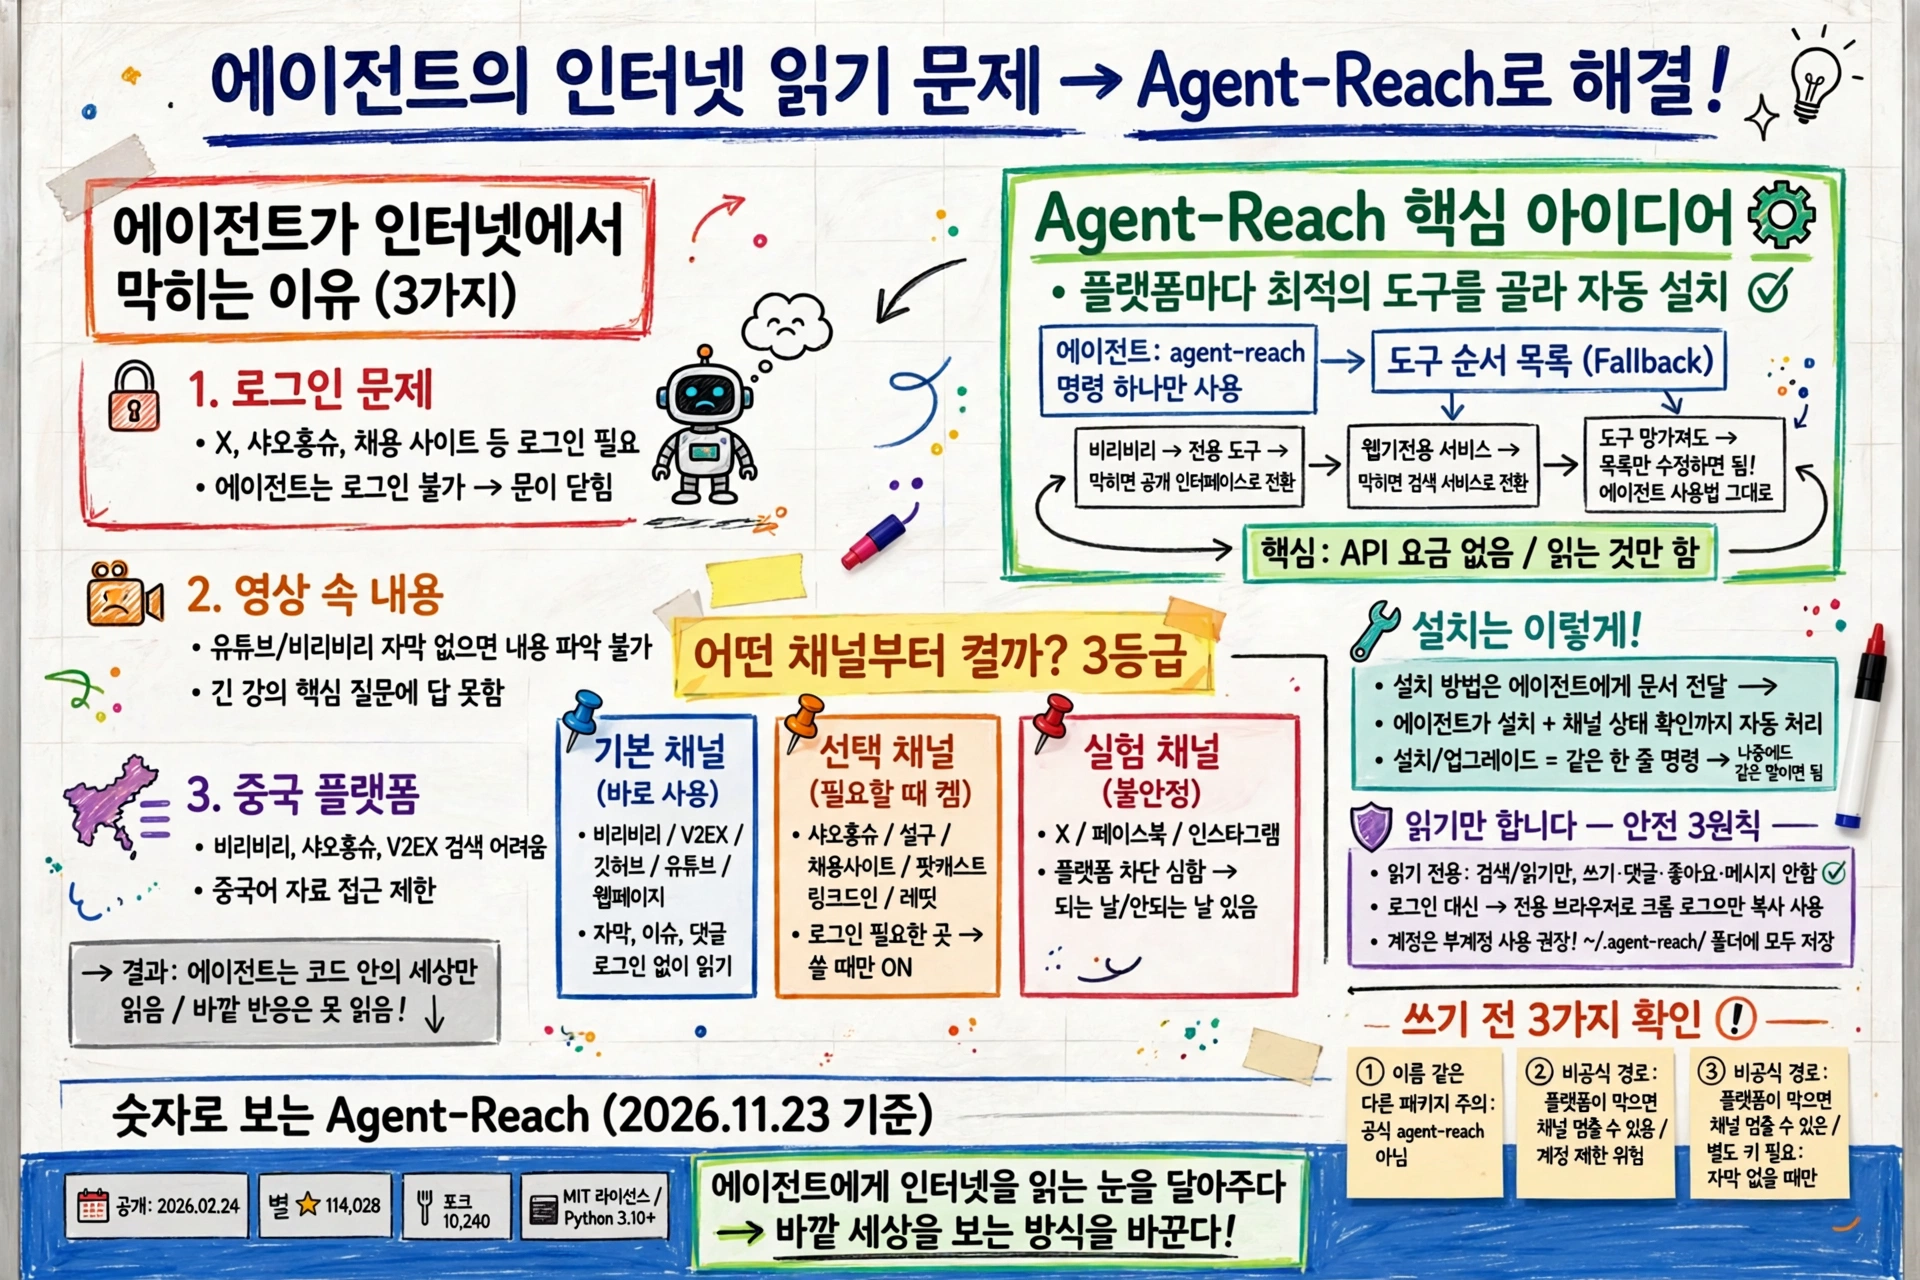 에이전트의 인터넷 읽기 문제 → Agent-Reach로 해결!
에이전트가 인터넷에서
막히는 이유 (3가지)
1. 로그인 문제
• X, 샤오홍슈, 채용 사이트 등 로그인 필요
• 에이전트는 로그인 불가 → 문이 닫힘
2. 영상 속 내용
• 유튜브/비리비리 자막 없으면 내용 파악 불가
• 긴 강의 핵심 질문에 답 못함
3. 중국 플랫폼
• 비리비리, 샤오홍슈, V2EX 검색 어려움
• 중국어 자료 접근 제한
→ 결과: 에이전트는 코드 안의 세상만
읽음 / 바깥 반응은 못 읽음! ↓
Agent-Reach 핵심 아이디어
• 플랫폼마다 최적의 도구를 골라 자동 설치
에이전트: agent-reach
명령 하나만 사용
도구 순서 목록 (Fallback)
비리비리 → 전용 도구 →
막히면 공개 인터페이스로 전환
웹기전용 서비스 →
막히면 검색 서비스로 전환
도구 망가져도 →
목록만 수정하면 됨!
에이전트 사용법 그대로
핵심: API 요금 없음 / 읽는 것만 함
어떤 채널부터 켤까? 3등급
기본 채널
(바로 사용)
• 비리비리 / V2EX /
깃허브 / 유튜브 /
웹페이지
• 자막, 이슈, 댓글
로그인 없이 읽기
선택 채널
(필요할 때 켐)
• 샤오홍슈 / 설구 /
채용사이트 / 팟캐스트
링크드인 / 레띳
• 로그인 필요한 곳 →
쓸 때만 ON
실험 채널
(불안정)
• X / 페이스북 / 인스타그램
• 플랫폼 차단 심함 →
되는 날/안되는 날 있음
설치는 이렇게!
• 설치 방법은 에이전트에게 문서 전달 →
• 에이전트가 설치 + 채널 상태 확인까지 자동 처리
• 설치/업그레이드 = 같은 한 줄 명령 → 나중에드
같은 말이면 됨
읽기만 합니다 — 안전 3원칙
• 읽기 전용: 검색/읽기만, 쓰기·댓글·좋아요·메시지 안함
• 로그인 대신 → 전용 브라우저로 크롬 로그으만 복사 사용
• 계정은 부계정 사용 권장! ~/.agent-reach/ 폴더에 모두 저장
쓰기 전 3가지 확인 !
① 이름 같은
다른 패키지 주의:
공식 agent-reach
아님
② 비공식 경로:
플랫폼이 막으면
채널 멈출 수 있용 /
계정 제한 위험
③ 비공식 경로:
플랫폼이 막으면
채널 멈출 수 있은 /
별도 키 필요:
자막 없을 때만
숫자로 보는 Agent-Reach (2026.11.23 기준)
공개: 2026.02.24
별 114,028
포크
10,240
MIT 라이선스 /
Python 3.10+
에이전트에게 인터넷을 읽는 눈을 달아주다
→ 바깥 세상을 보는 방식을 바꾼다!